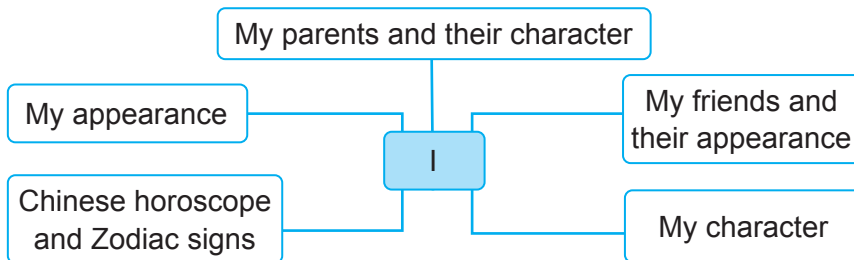 My parents and their character
My appearance
My friends and
their appearance
I
Chinese horoscope
and Zodiac signs
My character